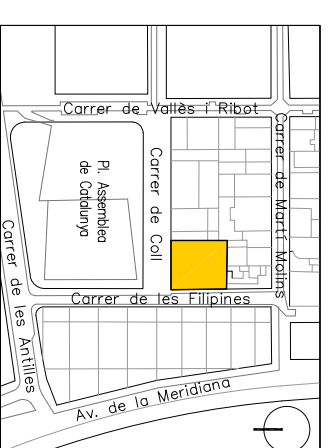 Carrer de Vallès i Ribot
Carrer de Martí Molins
Pl. Assemblea
de Catalunya
Carrer de Coll
Carrer de les Antilles
Carrer de les Filipines
Av. de la Meridiana